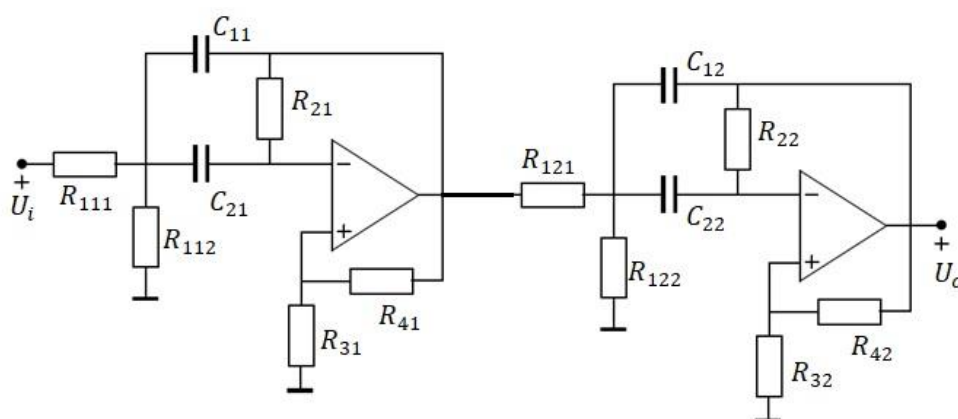 C₁₁
C₁₂
R₂₁
R₂₂
R₁₂₁
+
Uᵢ
R₁₁₁
C₂₁
−
C₂₂
−
R₁₁₂
+
R₁₂₂
+
+
R₄₁
R₃₁
R₄₂
R₃₂